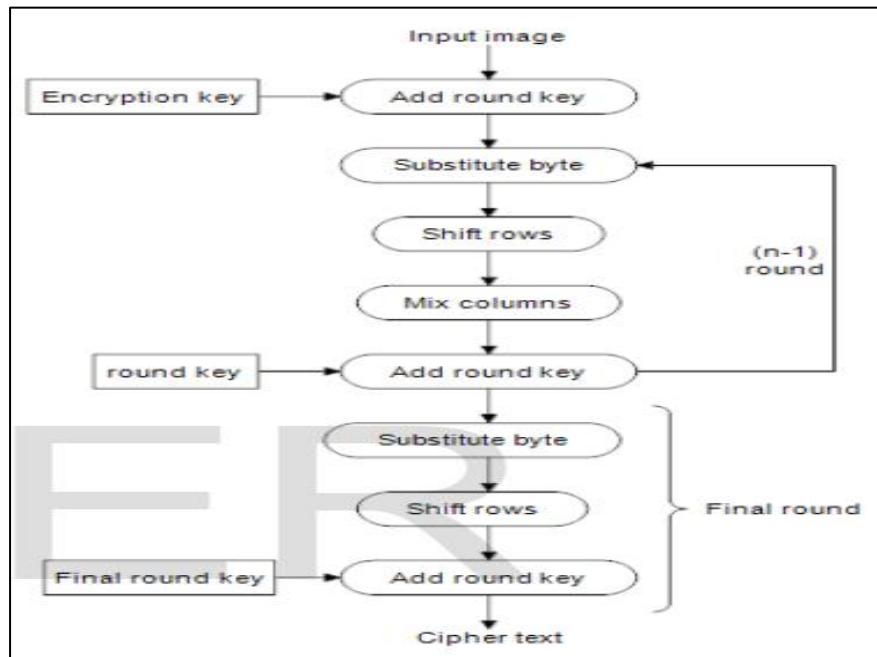 Input image
Encryption key
Add round key
Substitute byte
Shift rows
(n-1)
round
Mix columns
round key
Add round key
Substitute byte
Shift rows
Final round
Final round key
Add round key
Cipher text
ER